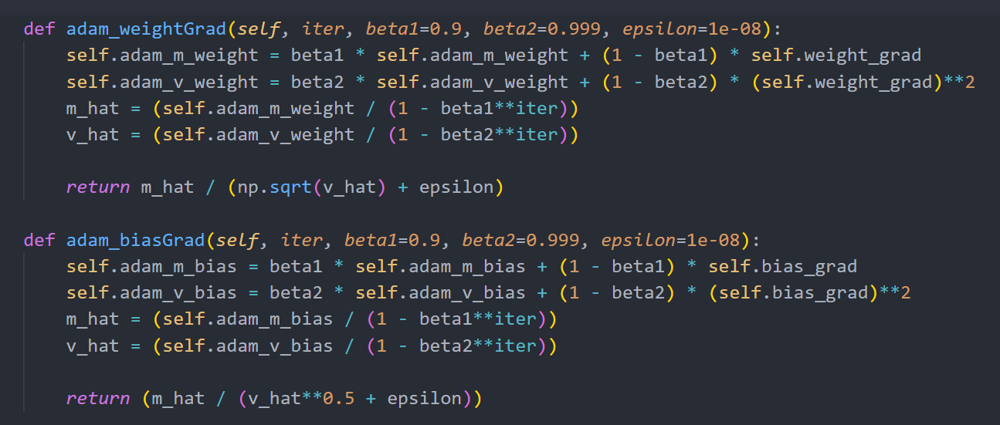 def adam_weightGrad(self, iter, beta1=0.9, beta2=0.999, epsilon=1e-08):
    self.adam_m_weight = beta1 * self.adam_m_weight + (1 - beta1) * self.weight_grad
    self.adam_v_weight = beta2 * self.adam_v_weight + (1 - beta2) * (self.weight_grad)**2
    m_hat = (self.adam_m_weight / (1 - beta1**iter))
    v_hat = (self.adam_v_weight / (1 - beta2**iter))
    return m_hat / (np.sqrt(v_hat) + epsilon)
def adam_biasGrad(self, iter, beta1=0.9, beta2=0.999, epsilon=1e-08):
    self.adam_m_bias = beta1 * self.adam_m_bias + (1 - beta1) * self.bias_grad
    self.adam_v_bias = beta2 * self.adam_v_bias + (1 - beta2) * (self.bias_grad)**2
    m_hat = (self.adam_m_bias / (1 - beta1**iter))
    v_hat = (self.adam_v_bias / (1 - beta2**iter))
    return (m_hat / (v_hat**0.5 + epsilon))